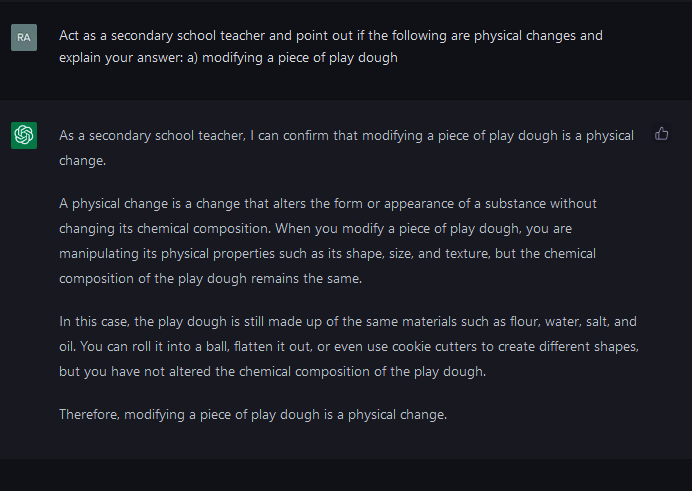 RA
Act as a secondary school teacher and point out if the following are physical changes and
explain your answer: a) modifying a piece of play dough
As a secondary school teacher, I can confirm that modifying a piece of play dough is a physical
change.
A physical change is a change that alters the form or appearance of a substance without
changing its chemical composition. When you modify a piece of play dough, you are
manipulating its physical properties such as its shape, size, and texture, but the chemical
composition of the play dough remains the same.
In this case, the play dough is still made up of the same materials such as flour, water, salt, and
oil. You can roll it into a ball, flatten it out, or even use cookie cutters to create different shapes,
but you have not altered the chemical composition of the play dough.
Therefore, modifying a piece of play dough is a physical change.